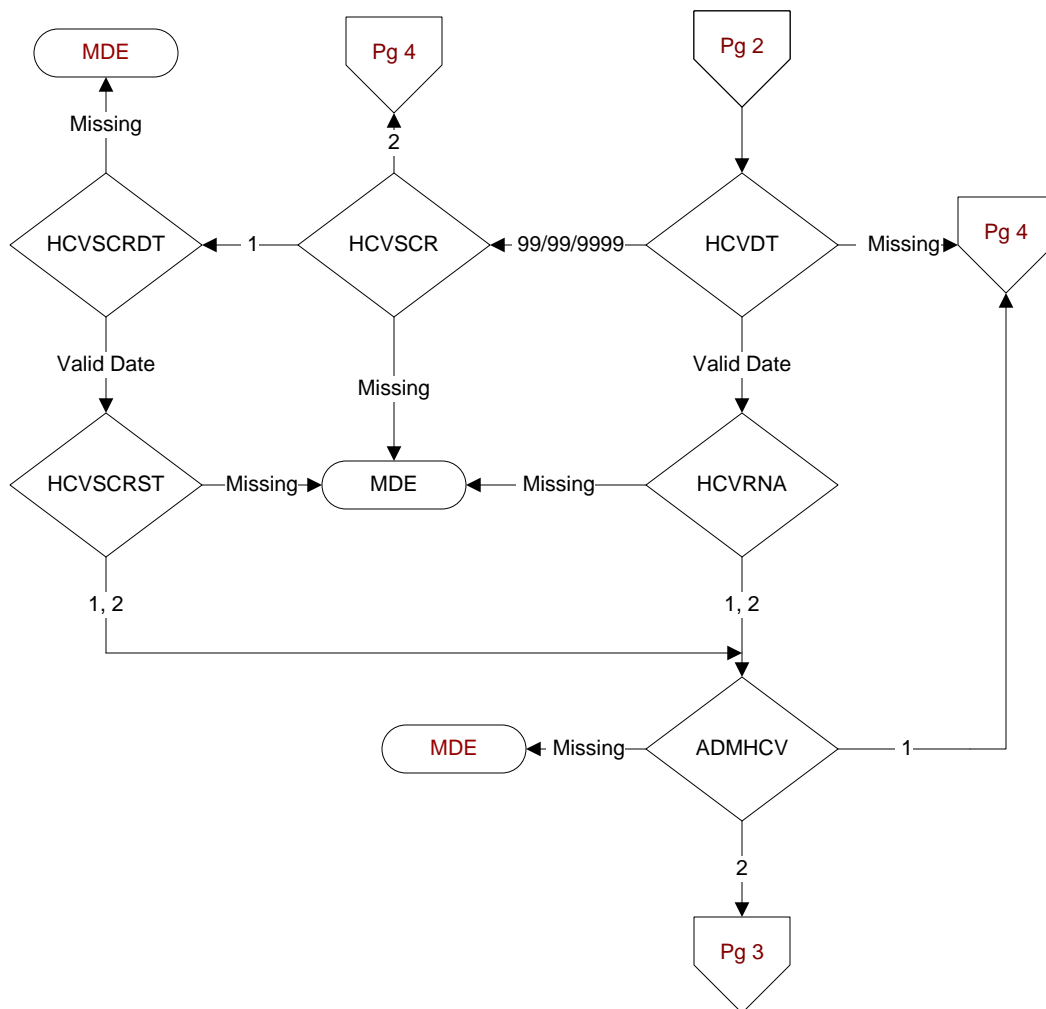 Pg 2
Pg 4
MDE
Missing
2
HCVSCRDT
1
HCVSCR
99/99/9999
HCVDT
Missing
Pg 4
Valid Date
Missing
Valid Date
HCVSCRST
Missing
MDE
Missing
HCVRNA
1, 2
1, 2
MDE
Missing
ADMHCV
1
2
Pg 3